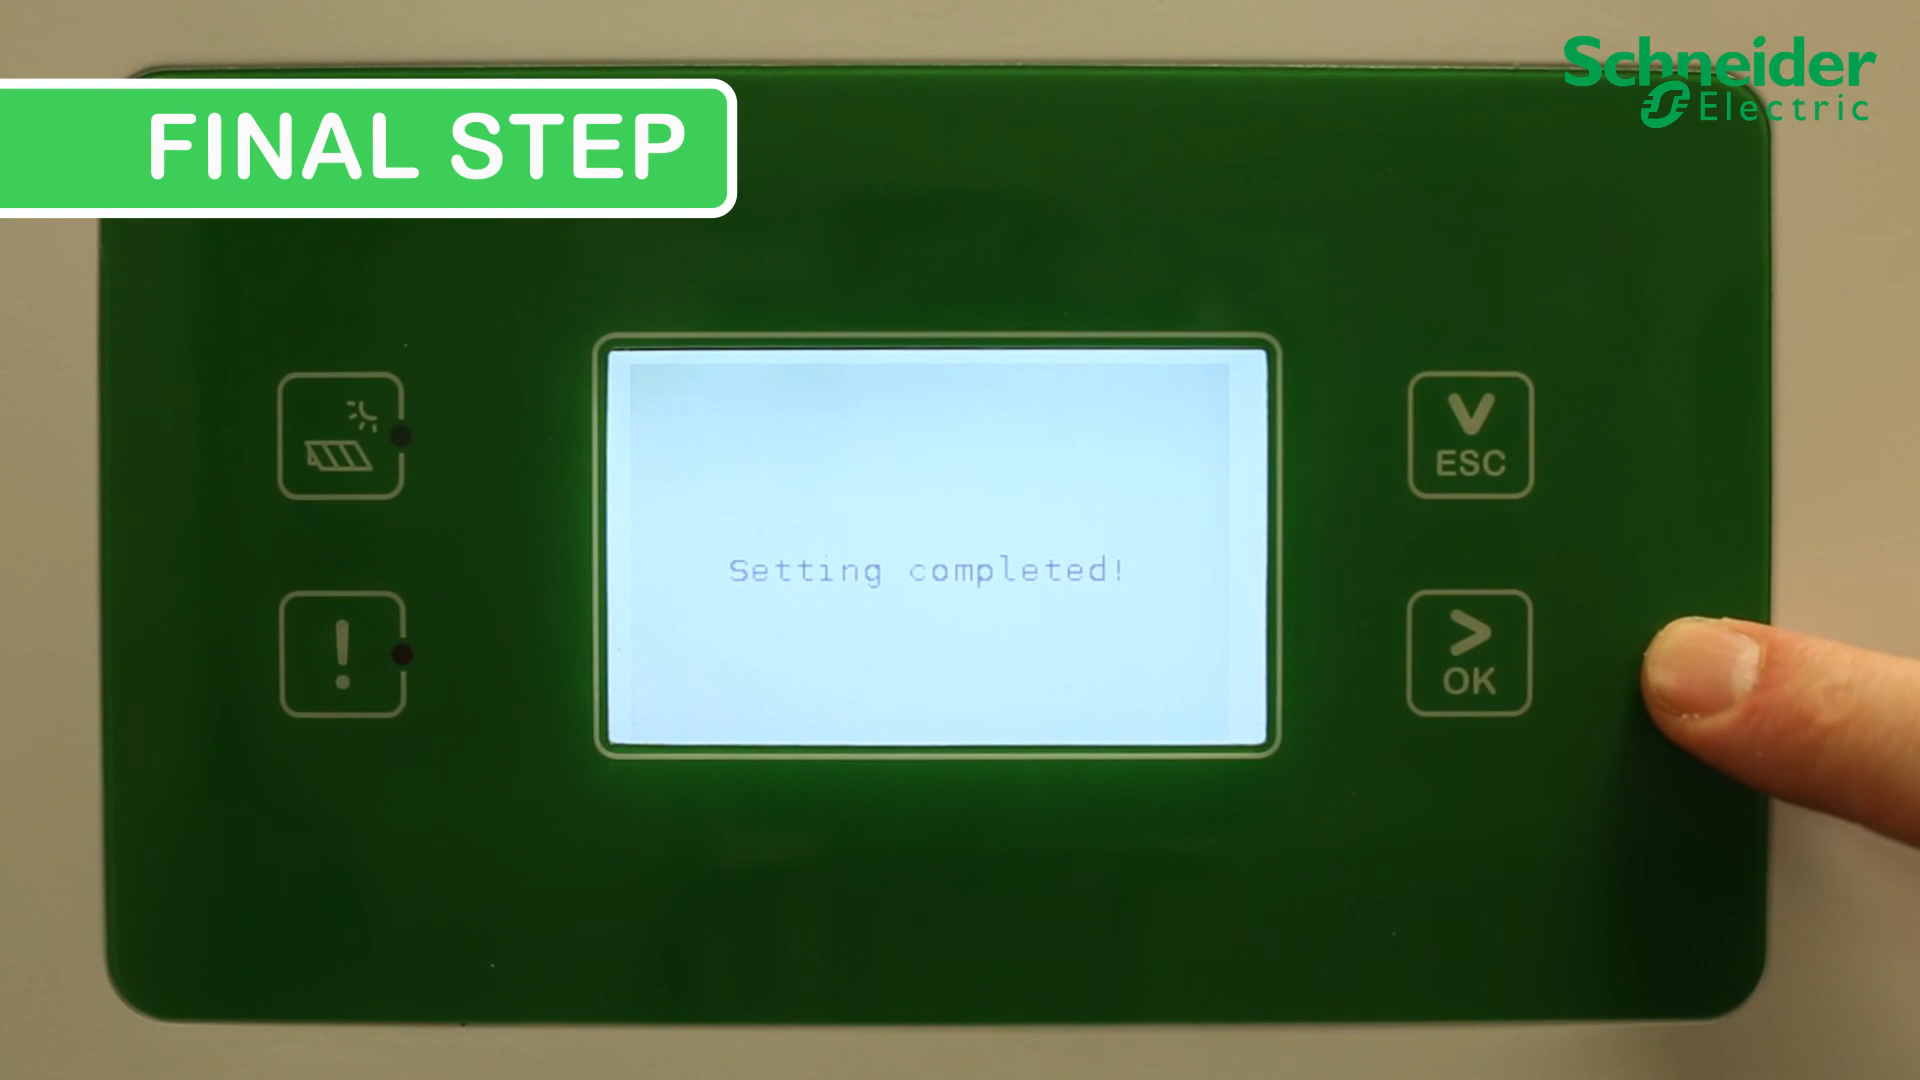 Schneider
Electric
FINAL STEP
ESC
Setting completed!
OK